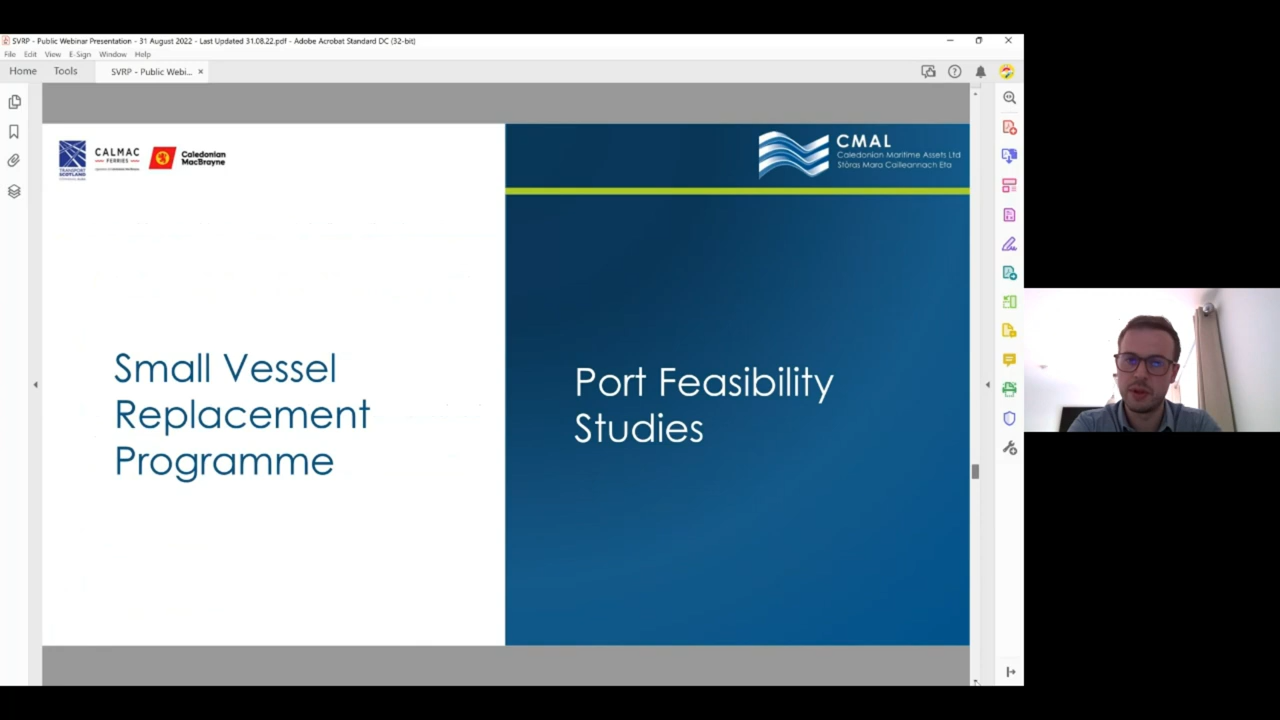 SVRP - Public Webinar Presentation - 31 August 2022 - Last Updated 31.08.22.pdf - Adobe Acrobat Standard DC (32-bit)
File Edit View E-Sign Window Help
Home Tools SVRP - Public Webi... ×
TRANSPORT
SCOTLAND
CALMAC
FERRIES
Caledonian
MacBrayne
CMAL
Caledonian Maritime Assets Ltd
Stòras Mara Cailleannach Eta
Small Vessel
Replacement
Programme
Port Feasibility
Studies